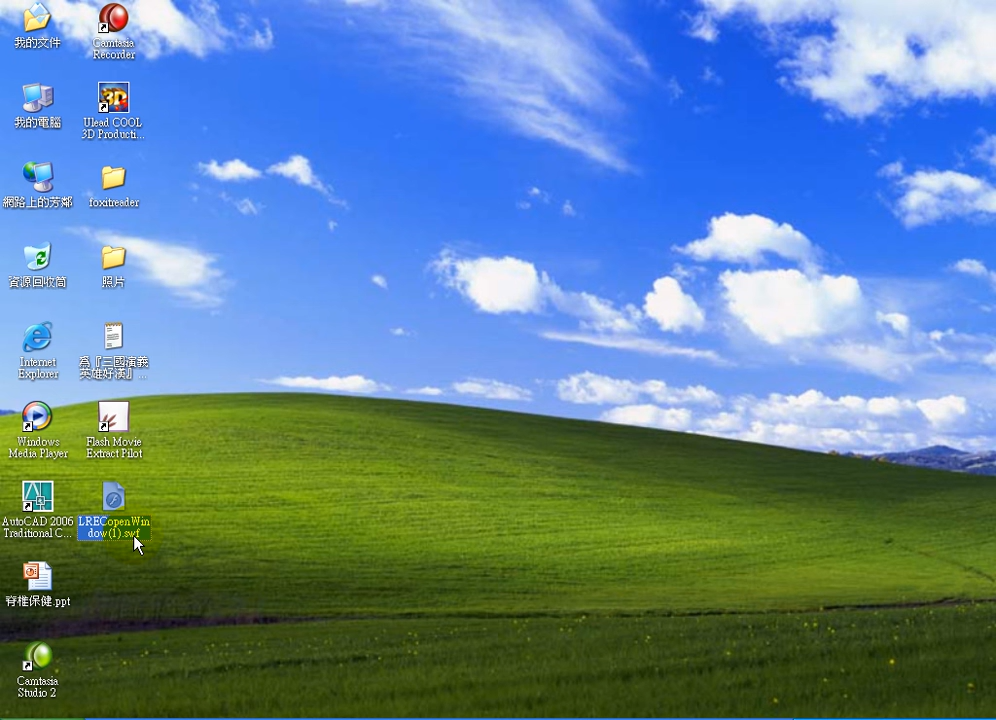 我的文件
Camtasia
Recorder
我的電腦
Ulead COOL
3D Producti...
網路上的芳鄰
foxitreader
資源回收筒
照片
Internet
Explorer
為『三國演義
英雄好漢』...
Windows
Media Player
Flash Movie
Extract Pilot
AutoCAD 2006
Traditional C...
LRECopenWin
dow(1).swf
脊椎保健.ppt
Camtasia
Studio 2